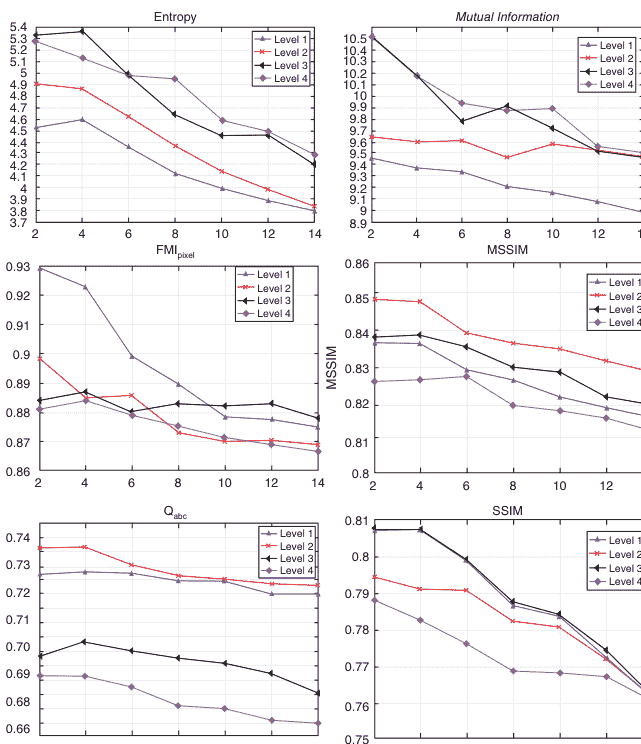 Entropy
5.4
5.3
5.2
5.1
5
4.9
4.8
4.7
4.6
4.5
4.4
4.3
4.2
4.1
4
3.9
3.8
3.7
2 4 6 8 10 12 14
Level 1
Level 2
Level 3
Level 4
Mutual Information
10.5
10.4
10.3
10.2
10.1
10
9.9
9.8
9.7
9.6
9.5
9.4
9.3
9.2
9.1
9
8.9
2 4 6 8 10 12
Level 1
Level 2
Level 3
Level 4
FMIpixel
0.93
0.92
0.91
0.9
0.89
0.88
0.87
0.86
2 4 6 8 10 12 14
Level 1
Level 2
Level 3
Level 4
MSSIM
MSSIM
0.86
0.85
0.84
0.83
0.82
0.81
0.8
2 4 6 8 10 12
Level 1
Level 2
Level 3
Level 4
Qabc
0.74
0.73
0.72
0.71
0.70
0.69
0.68
0.66
Level 1
Level 2
Level 3
Level 4
SSIM
0.81
0.8
0.79
0.78
0.77
0.76
0.75
Level 1
Level 2
Level 3
Level 4